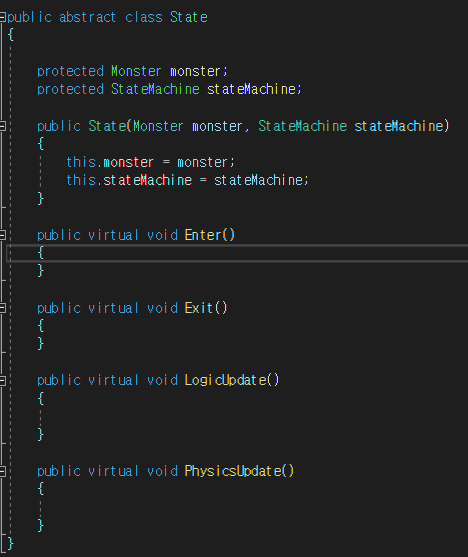 public abstract class State
{
protected Monster monster;
protected StateMachine stateMachine;
public State(Monster monster, StateMachine stateMachine)
{
this.monster = monster;
this.stateMachine = stateMachine;
}
public virtual void Enter()
{
}
public virtual void Exit()
{
}
public virtual void LogicUpdate()
{
}
public virtual void PhysicsUpdate()
{
}
}